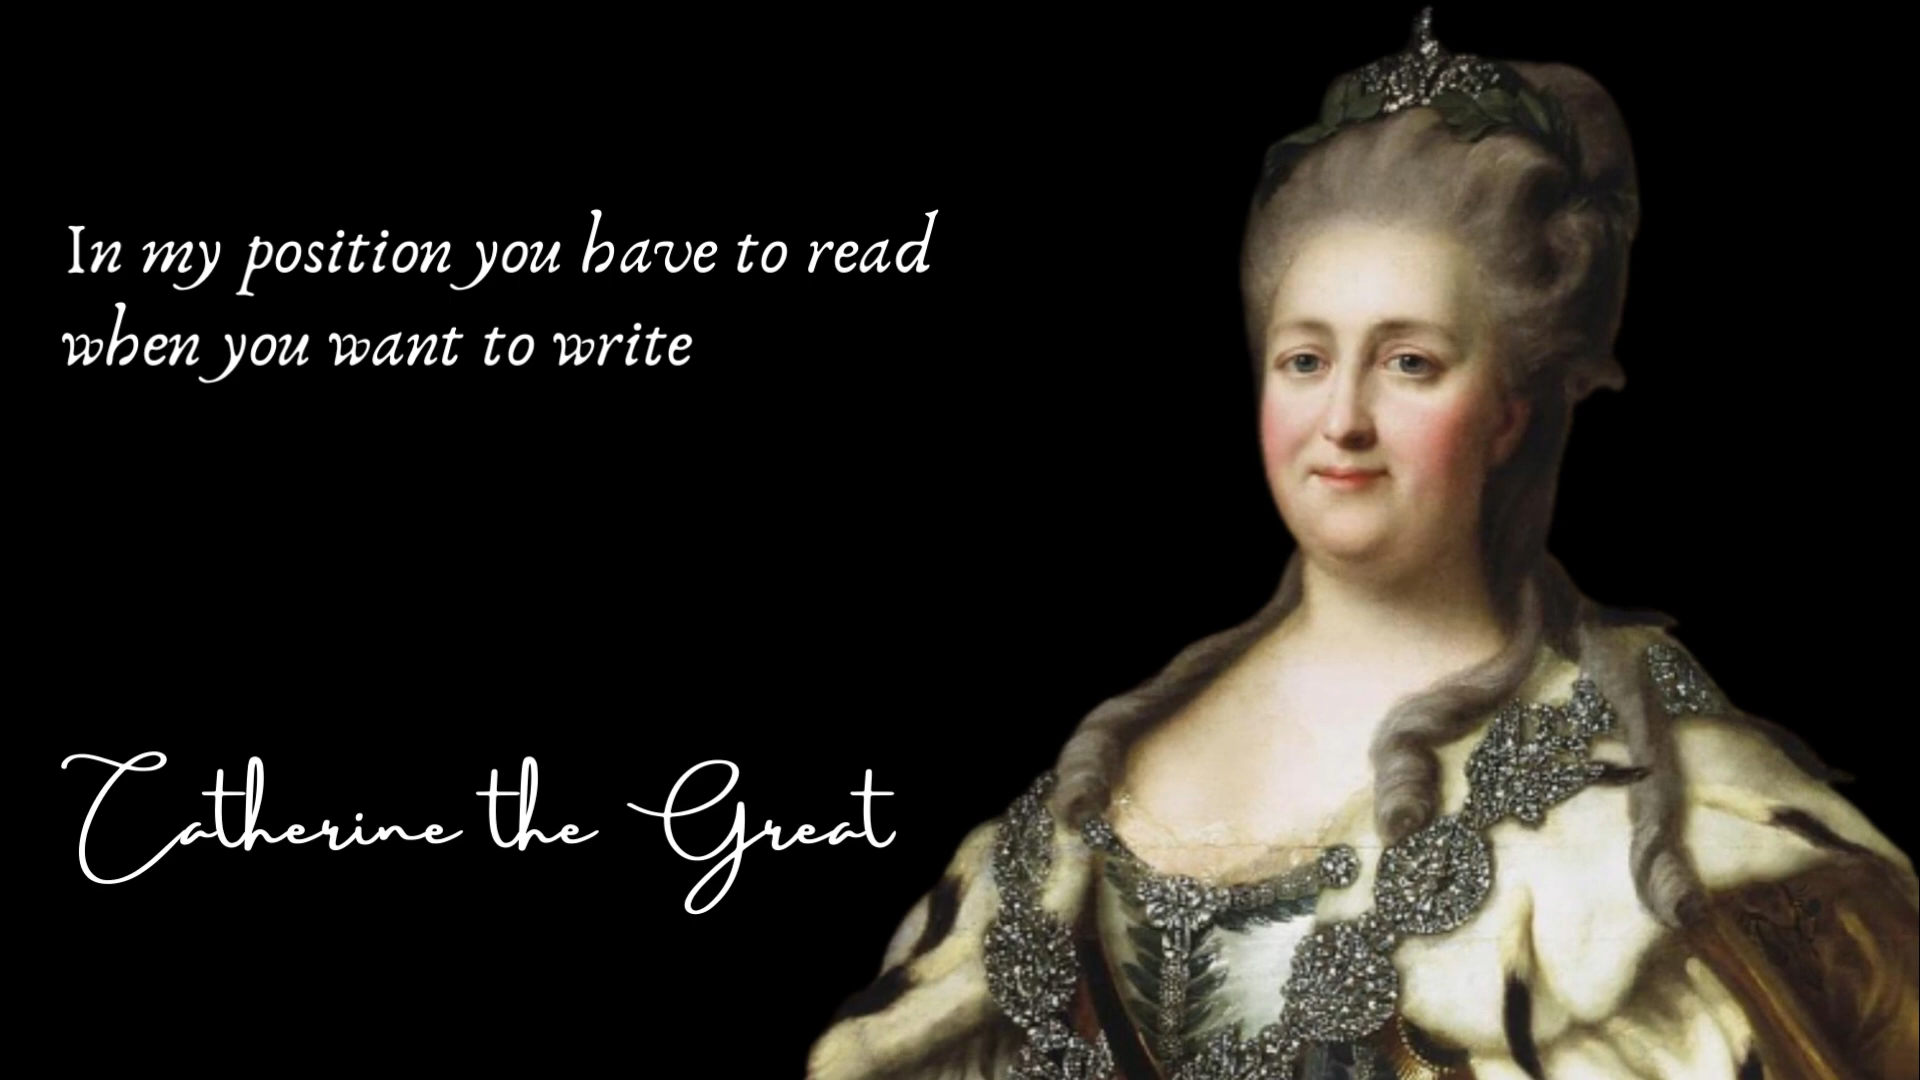 In my position you have to read
when you want to write
Catherine the Great